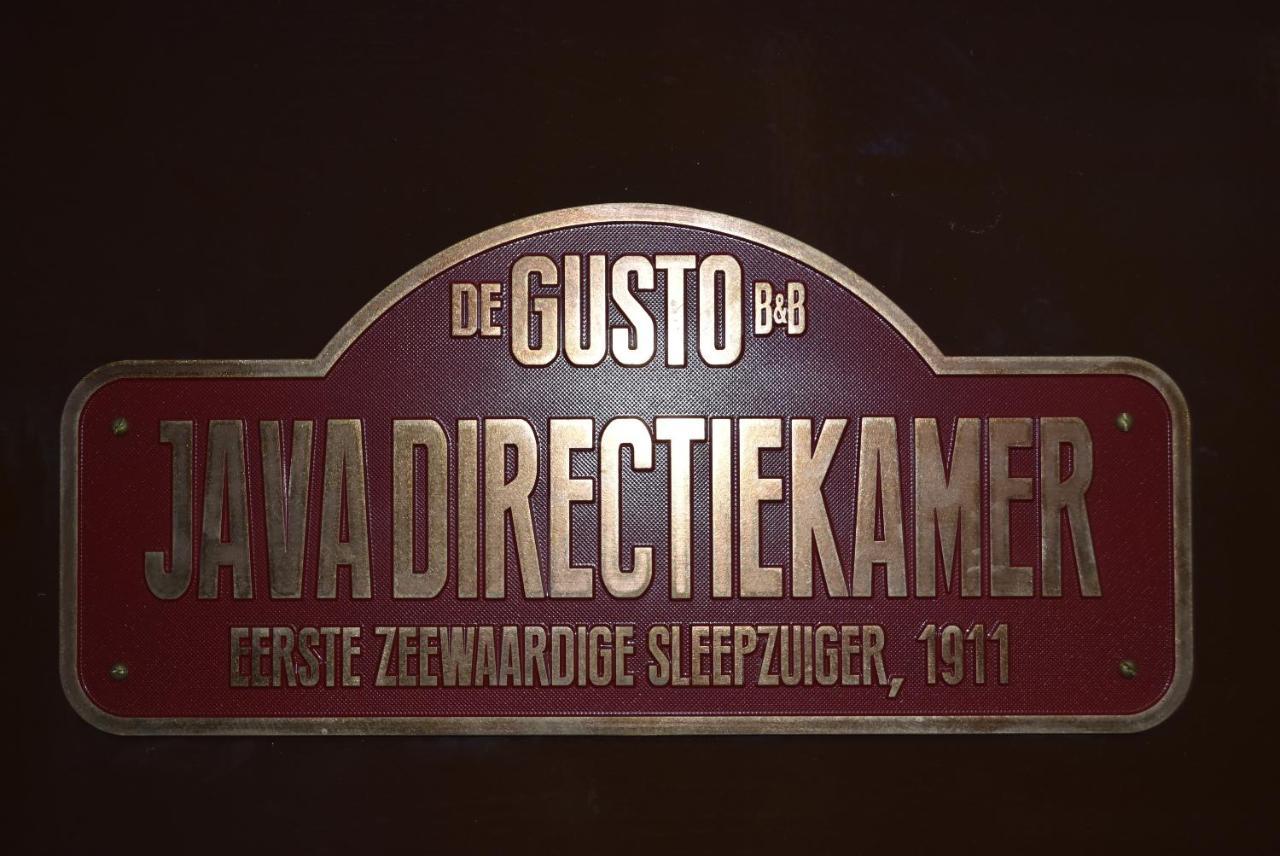 DE GUSTO B&B
JAVA DIRECTIEKAMER
EERSTE ZEEWAARDIGE SLEEPZUIGER, 1911